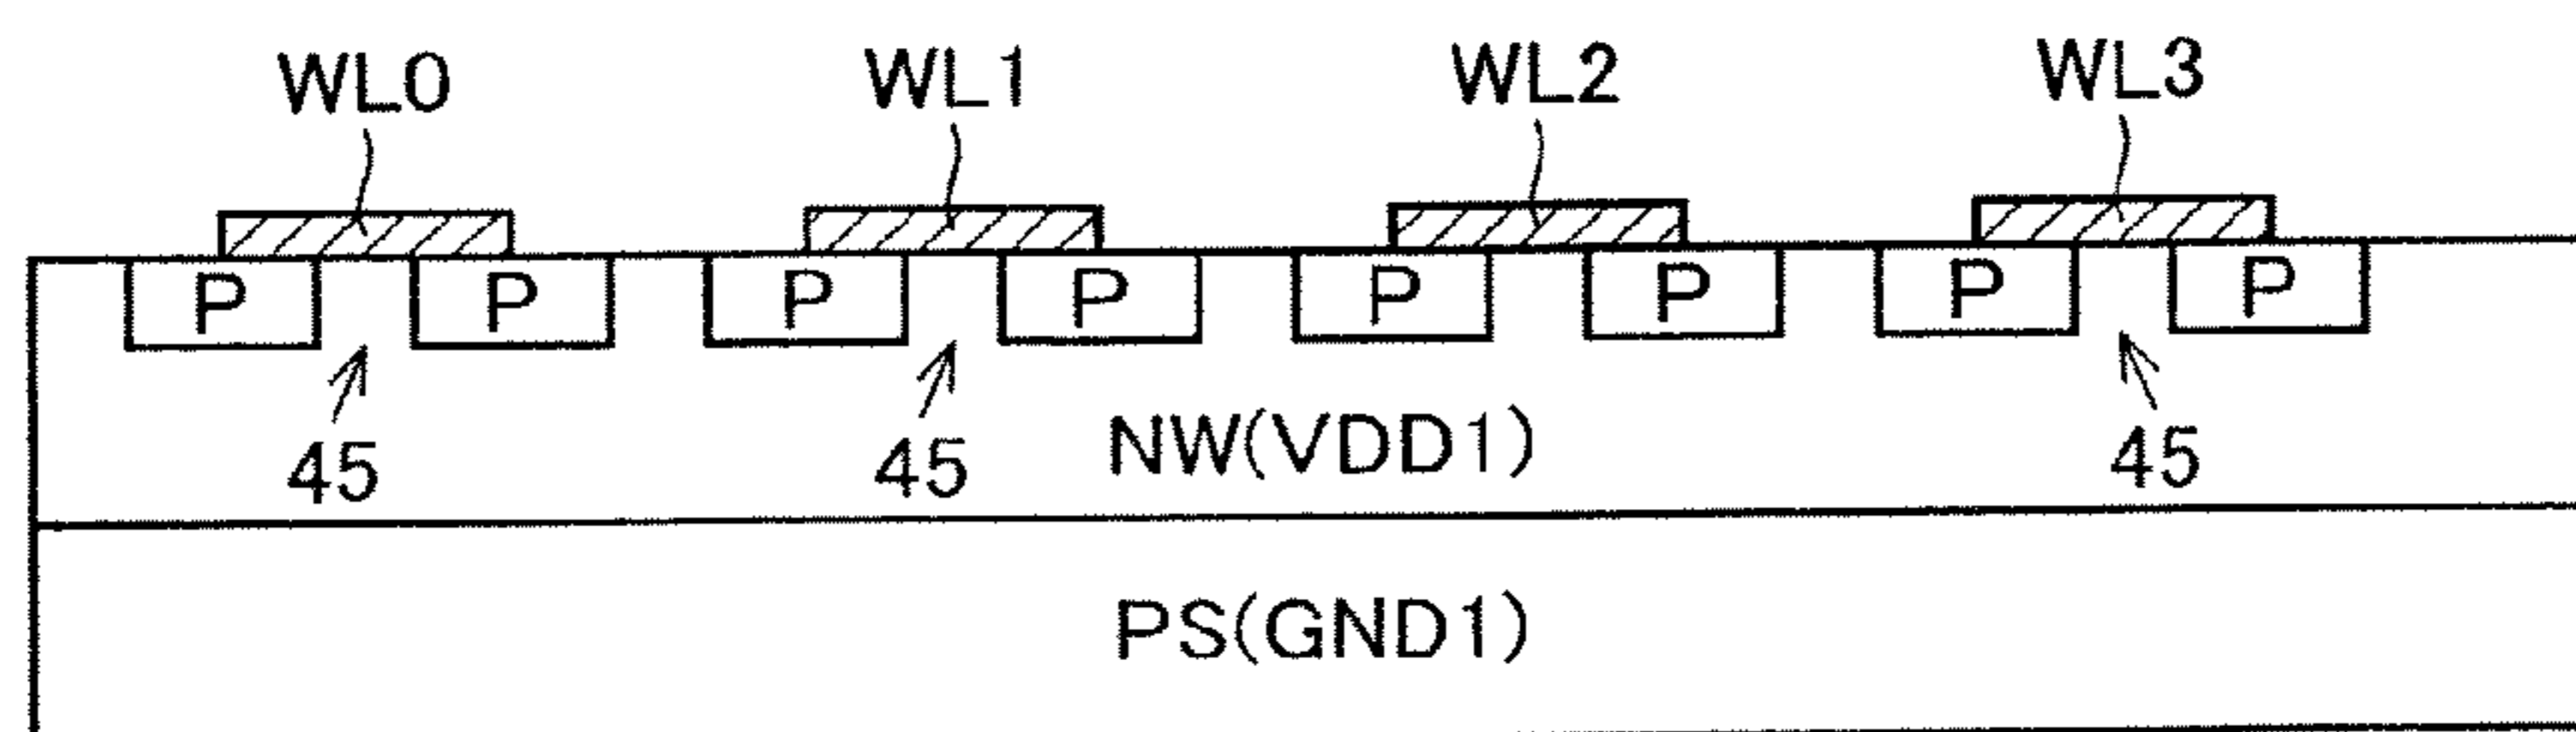 WL0 WL1 WL2 WL3
P P P P P P P P
45 45 NW(VDD1) 45
PS(GND1)